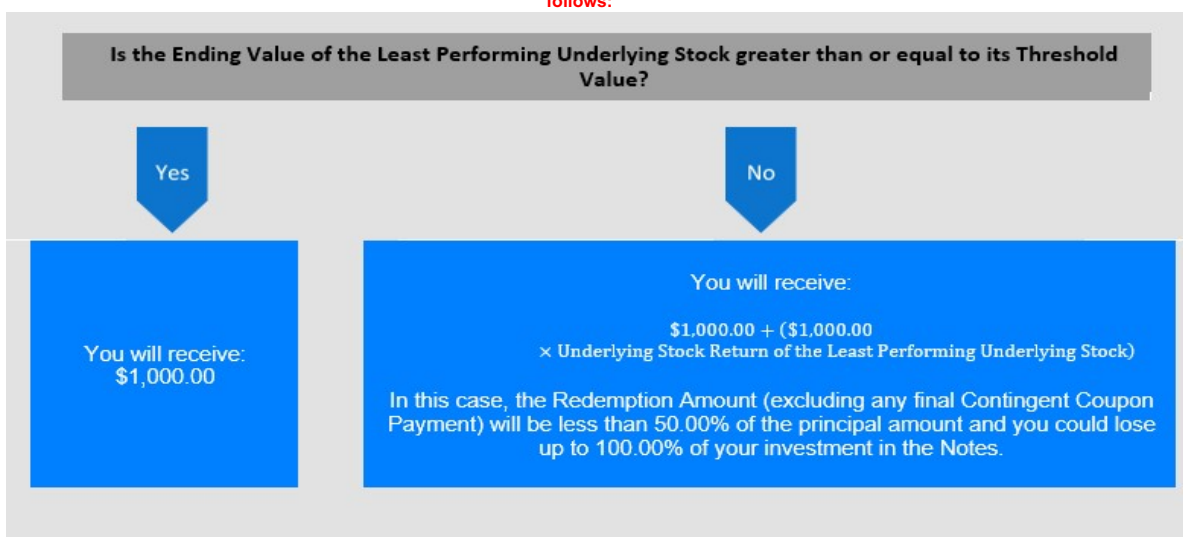 follows:
Is the Ending Value of the Least Performing Underlying Stock greater than or equal to its Threshold
Value?
Yes
No
You will receive:
$1,000.00
You will receive:
$1,000.00 + ($1,000.00
× Underlying Stock Return of the Least Performing Underlying Stock)
In this case, the Redemption Amount (excluding any final Contingent Coupon
Payment) will be less than 50.00% of the principal amount and you could lose
up to 100.00% of your investment in the Notes.